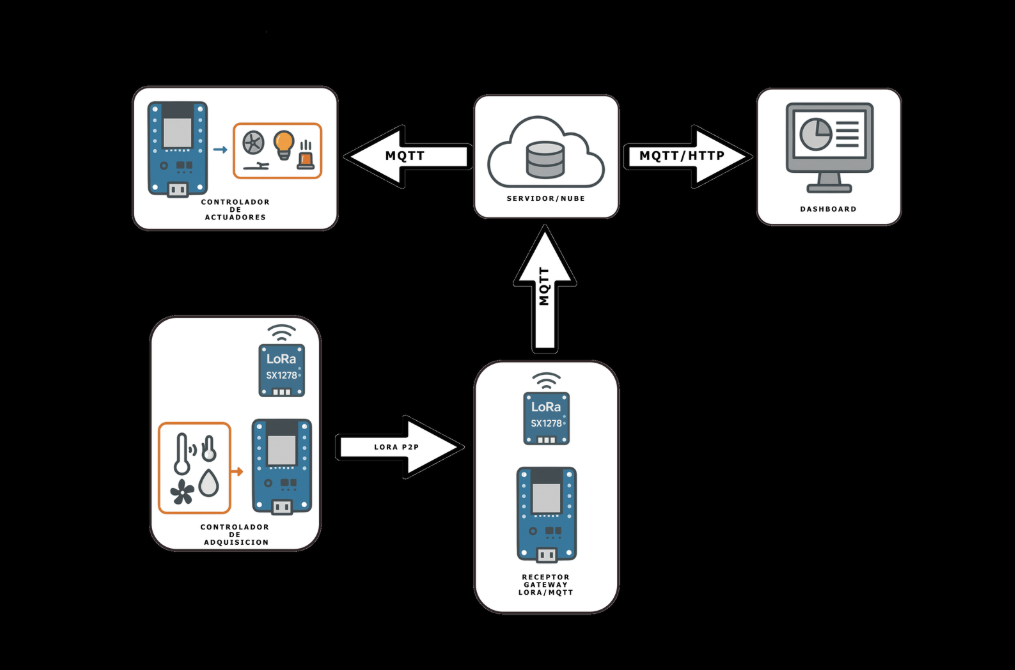 CONTROLADOR
DE
ACTUADORES
MQTT
SERVIDOR/NUBE
MQTT/HTTP
DASHBOARD
MQTT
LoRa
SX1278
CONTROLADOR
DE
ADQUISICION
LORA P2P
LoRa
SX1278
RECEPTOR
GATEWAY
LORA/MQTT